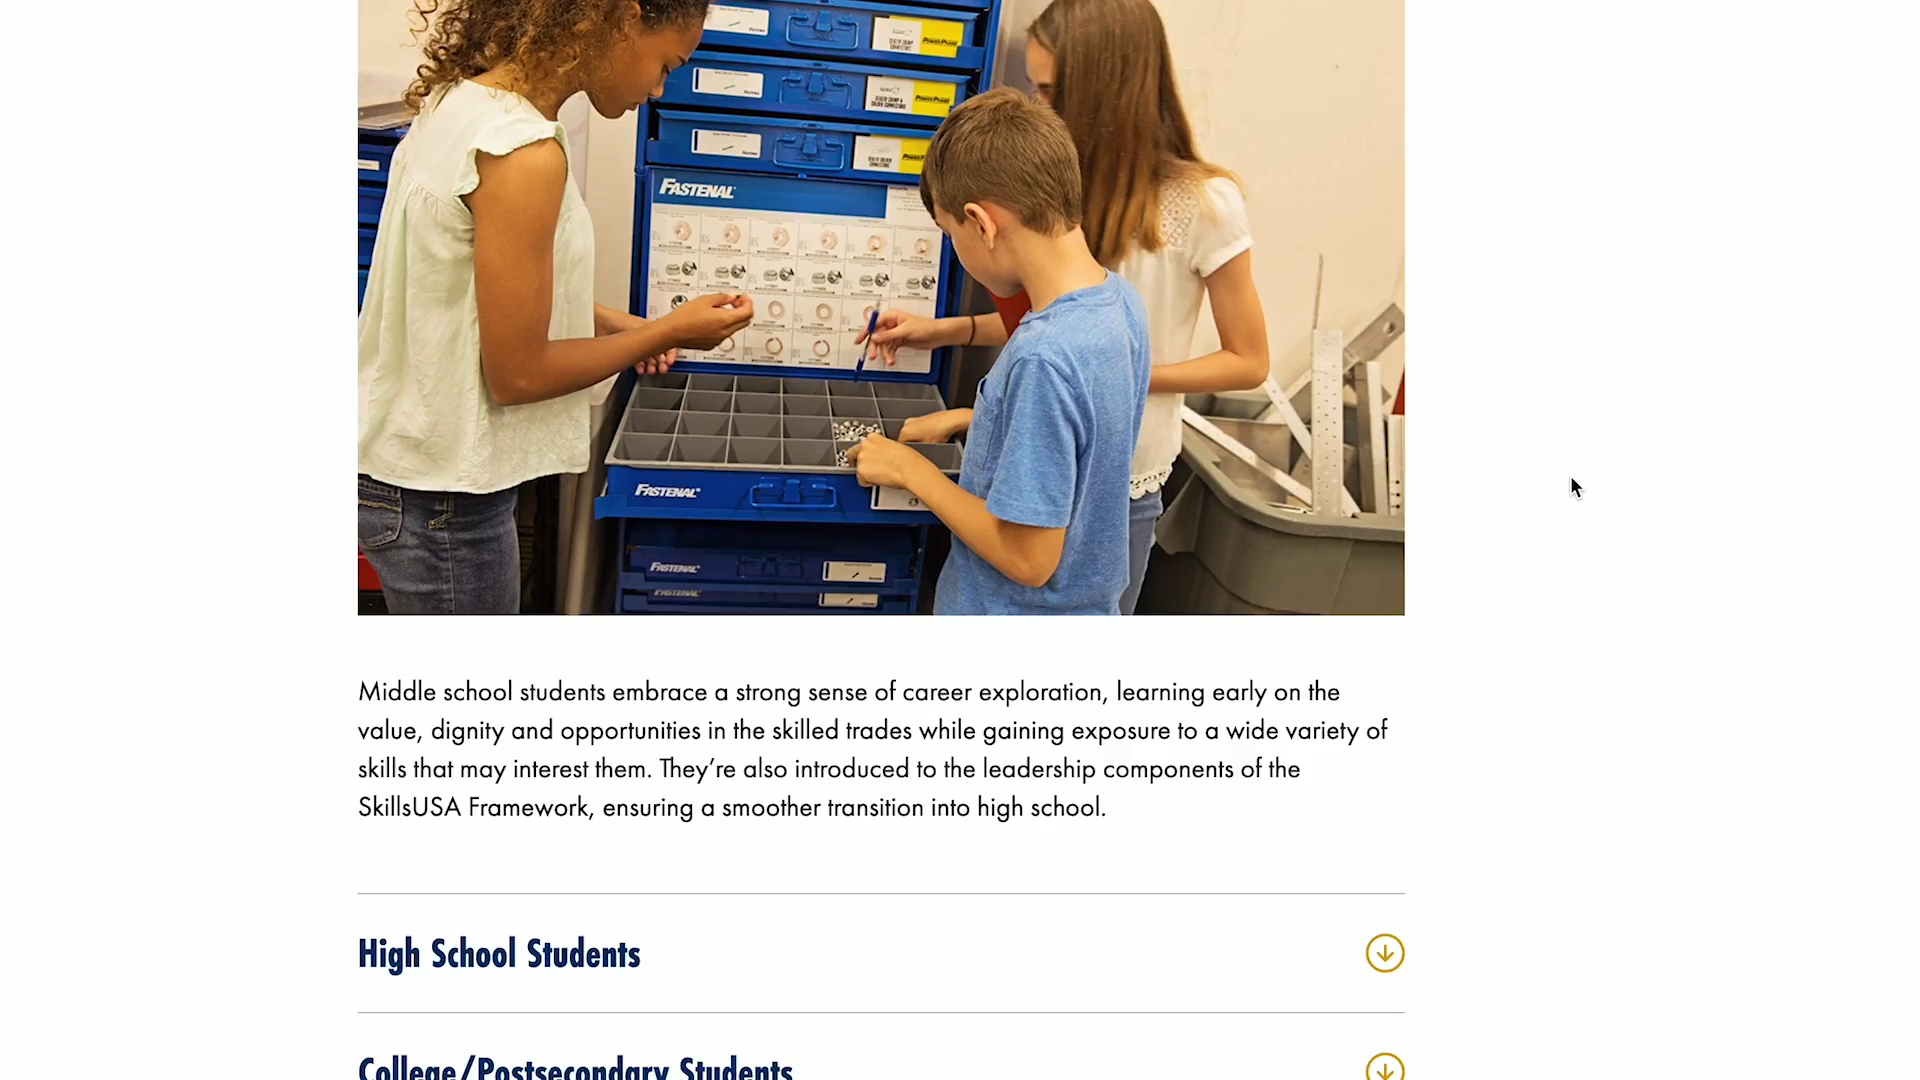 POWERPHASE
POWERPHASE
FASTENAL
FASTENAL
FASTENAL
FASTENAL
Middle school students embrace a strong sense of career exploration, learning early on the
value, dignity and opportunities in the skilled trades while gaining exposure to a wide variety of
skills that may interest them. They’re also introduced to the leadership components of the
SkillsUSA Framework, ensuring a smoother transition into high school.
High School Students
College/Postsecondary Students